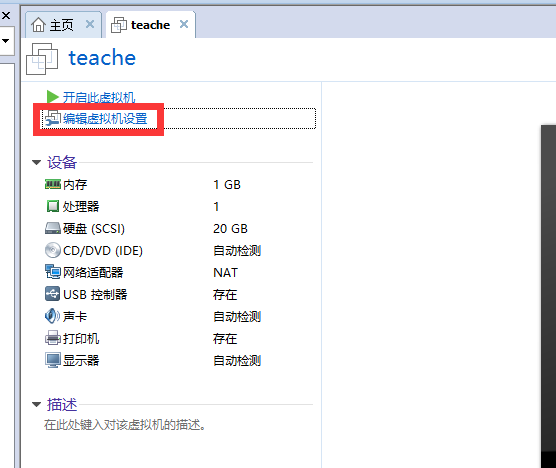 主页
teache
teache
开启此虚拟机
编辑虚拟机设置
设备
内存 1 GB
处理器 1
硬盘 (SCSI) 20 GB
CD/DVD (IDE) 自动检测
网络适配器 NAT
USB 控制器 存在
声卡 自动检测
打印机 存在
显示器 自动检测
描述
在此处键入对该虚拟机的描述。